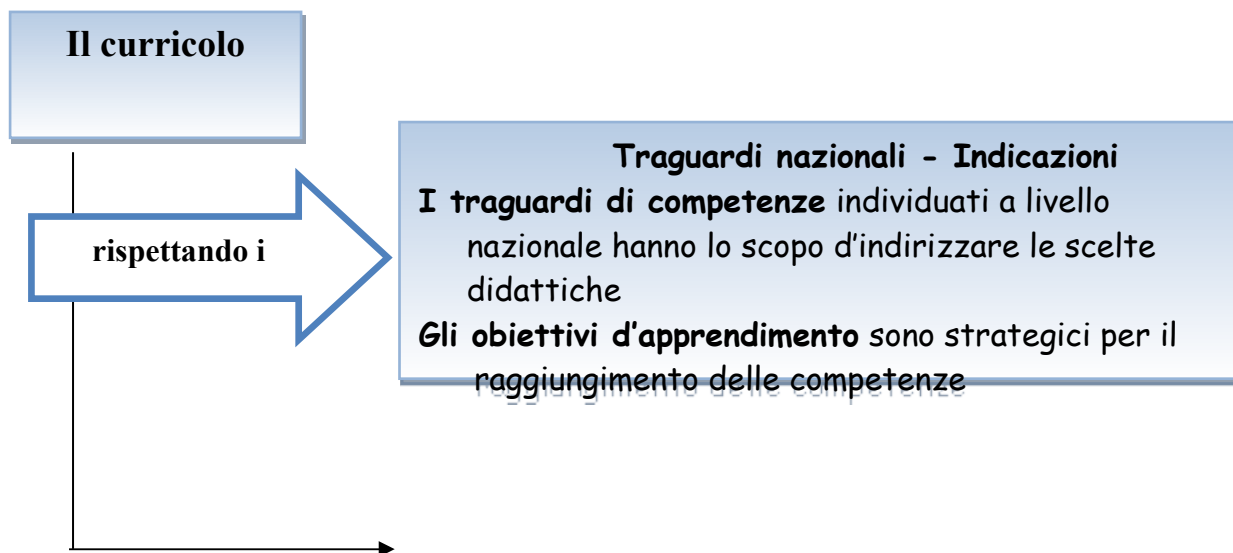 Il curricolo
rispettando i
Traguardi nazionali - Indicazioni
I traguardi di competenze individuati a livello
nazionale hanno lo scopo d'indirizzare le scelte
didattiche
Gli obiettivi d'apprendimento sono strategici per il
raggiungimento delle competenze